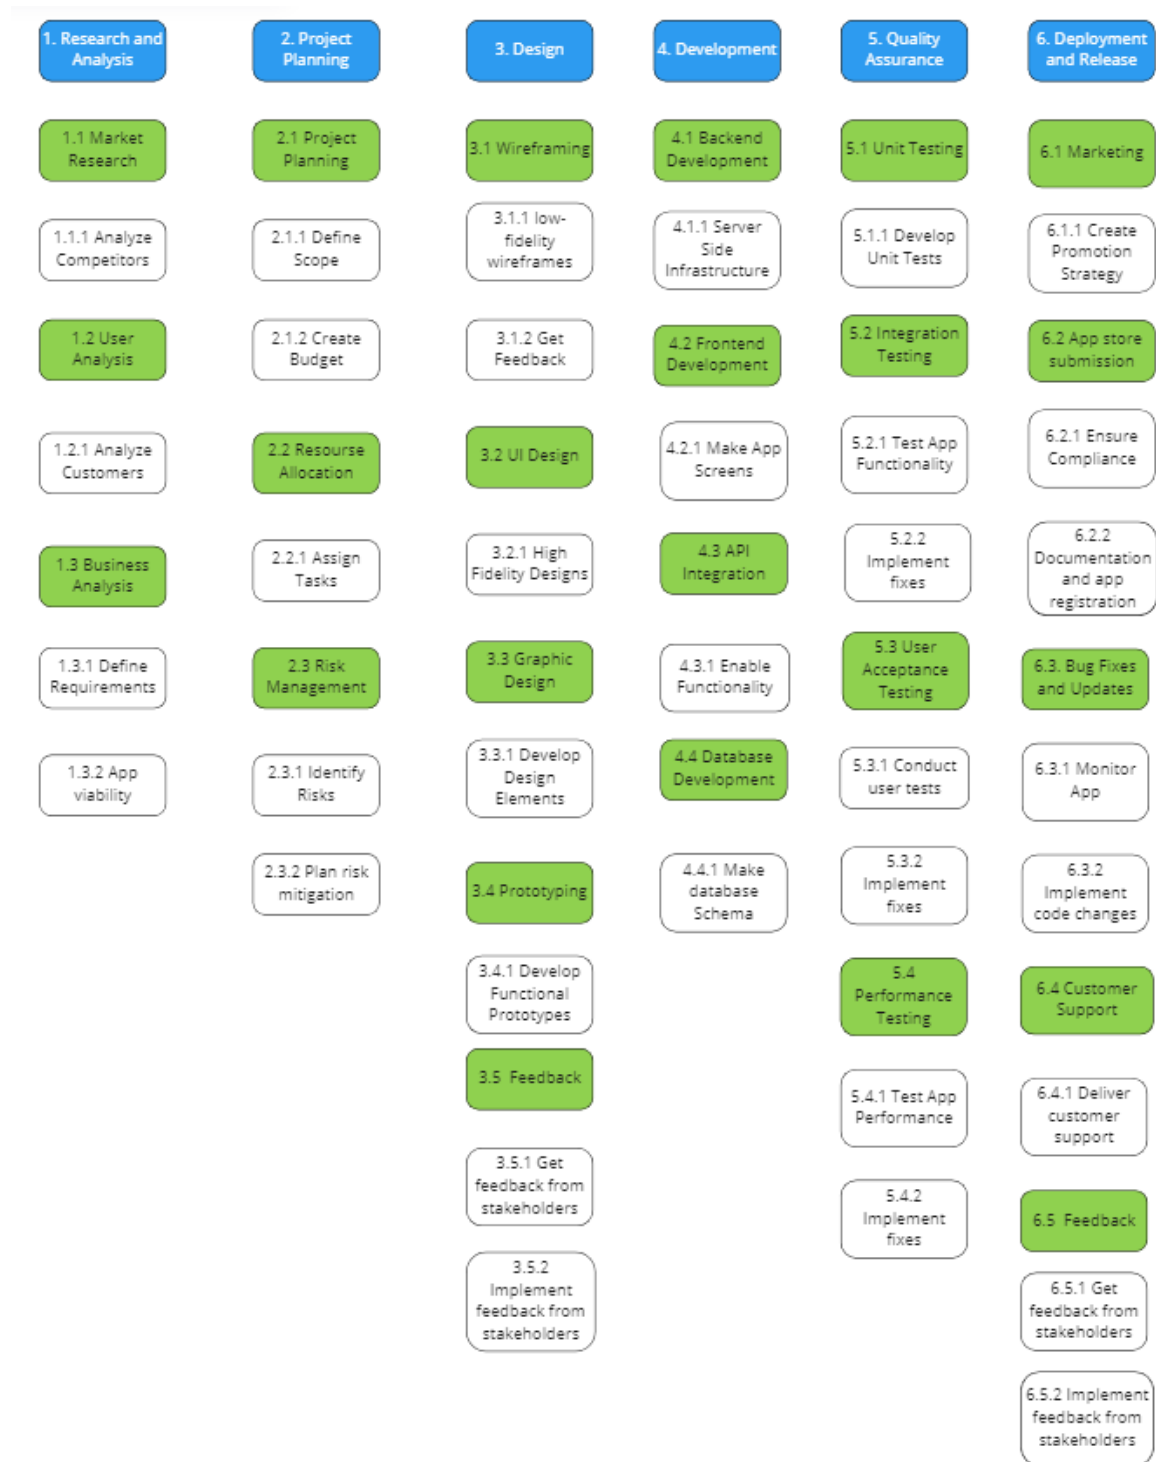 1. Research and
Analysis
1.1 Market
Research
1.1.1 Analyze
Competitors
1.2 User
Analysis
1.2.1 Analyze
Customers
1.3 Business
Analysis
1.3.1 Define
Requirements
1.3.2 App
viability
2. Project
Planning
2.1 Project
Planning
2.1.1 Define
Scope
2.1.2 Create
Budget
2.2 Resourse
Allocation
2.2.1 Assign
Tasks
2.3 Risk
Management
2.3.1 Identify
Risks
2.3.2 Plan risk
mitigation
3. Design
3.1 Wireframing
3.1.1 low-
fidelity
wireframes
3.1.2 Get
Feedback
3.2 UI Design
3.2.1 High
Fidelity Designs
3.3 Graphic
Design
3.3.1 Develop
Design
Elements
3.4 Prototyping
3.4.1 Develop
Functional
Prototypes
3.5 Feedback
3.5.1 Get
feedback from
stakeholders
3.5.2
Implement
feedback from
stakeholders
4. Development
4.1 Backend
Development
4.1.1 Server
Side
Infrastructure
4.2 Frontend
Development
4.2.1 Make App
Screens
4.3 API
Integration
4.3.1 Enable
Functionality
4.4 Database
Development
4.4.1 Make
database
Schema
5. Quality
Assurance
5.1 Unit Testing
5.1.1 Develop
Unit Tests
5.2 Integration
Testing
5.2.1 Test App
Functionality
5.2.2
Implement
fixes
5.3 User
Acceptance
Testing
5.3.1 Conduct
user tests
5.3.2
Implement
fixes
5.4
Performance
Testing
5.4.1 Test App
Performance
5.4.2
Implement
fixes
6. Deployment
and Release
6.1 Marketing
6.1.1 Create
Promotion
Strategy
6.2 App store
submission
6.2.1 Ensure
Compliance
6.2.2
Documentation
and app
registration
6.3. Bug Fixes
and Updates
6.3.1 Monitor
App
6.3.2
Implement
code changes
6.4 Customer
Support
6.4.1 Deliver
customer
support
6.5 Feedback
6.5.1 Get
feedback from
stakeholders
6.5.2 Implement
feedback from
stakeholders